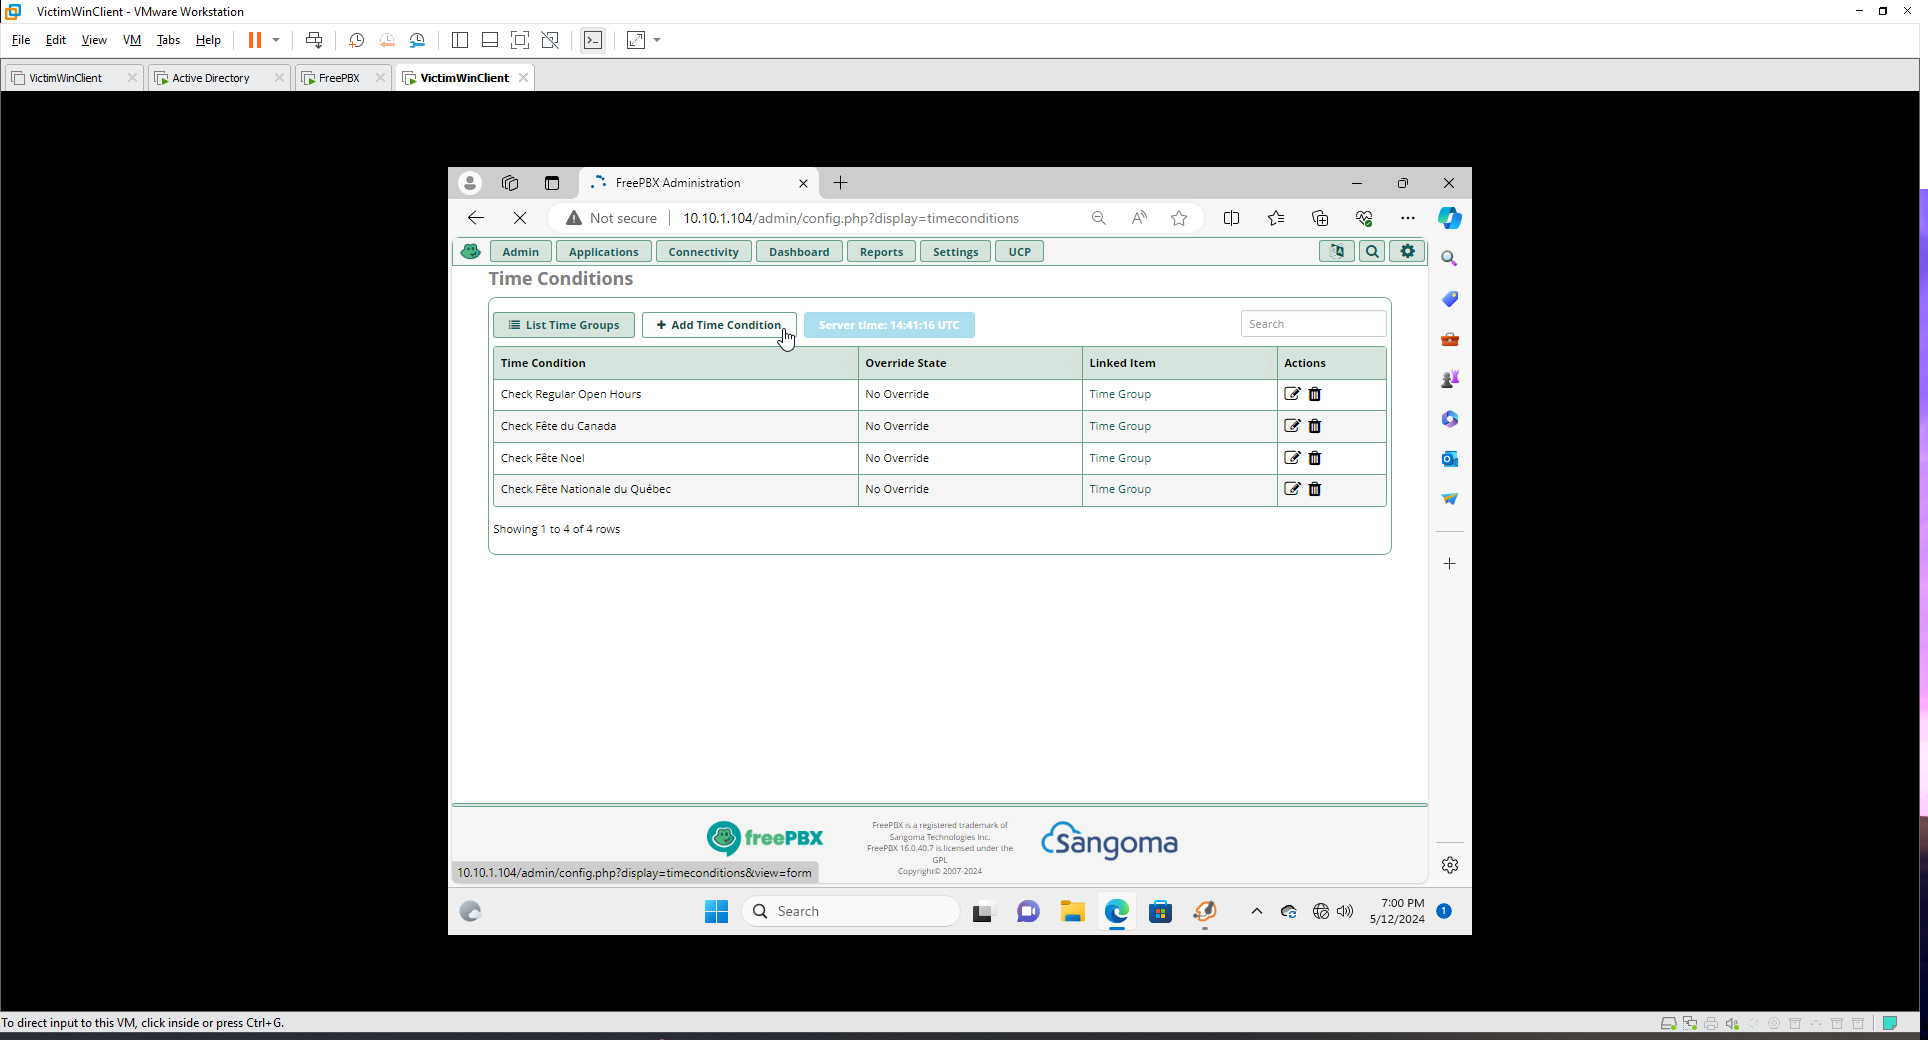 VictimWinClient - VMware Workstation
File Edit View VM Tabs Help
VictimWinClient Active Directory FreePBX VictimWinClient
FreePBX Administration
Not secure 10.10.1.104/admin/config.php?display=timeconditions
Admin Applications Connectivity Dashboard Reports Settings UCP
Time Conditions
List Time Groups + Add Time Condition Server time: 14:41:16 UTC Search
Time Condition Override State Linked Item Actions
Check Regular Open Hours No Override Time Group
Check Fête du Canada No Override Time Group
Check Fête Noel No Override Time Group
Check Fête Nationale du Québec No Override Time Group
Showing 1 to 4 of 4 rows
freePBX
FreePBX is a registered trademark of
Sangoma Technologies Inc.
FreePBX 16.0.40.7 is licensed under the
GPL
Copyright© 2007-2024
Sangoma
10.10.1.104/admin/config.php?display=timeconditions&view=form
Search
7:00 PM
5/12/2024
1
To direct input to this VM, click inside or press Ctrl+G.